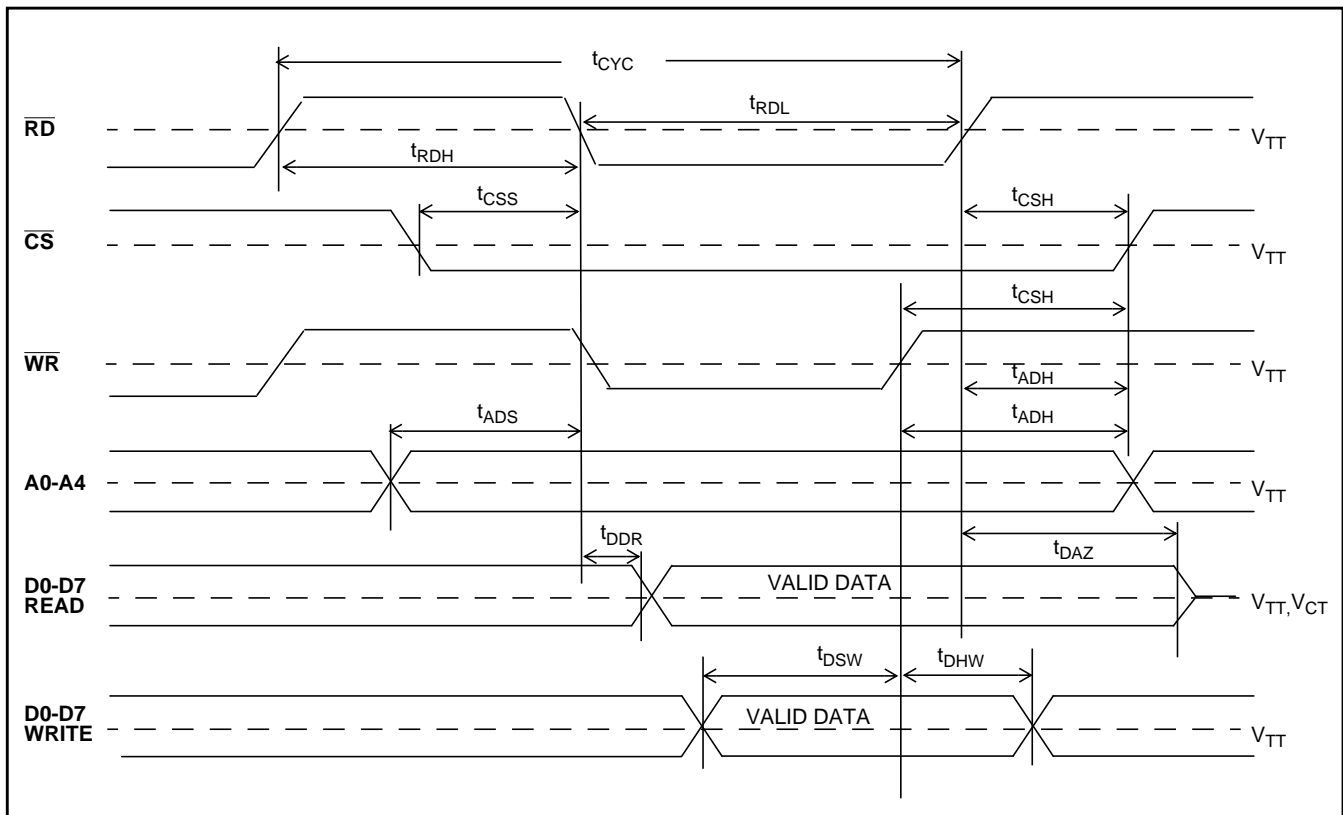 tCYC
RD
tRDL
VTT
tRDH
tCSS
tCSH
CS
VTT
tCSH
WR
VTT
tADH
tADS
tADH
A0-A4
VTT
tDDR
tDAZ
D0-D7
READ
VALID DATA
VTT,VCT
tDSW
tDHW
D0-D7
WRITE
VALID DATA
VTT